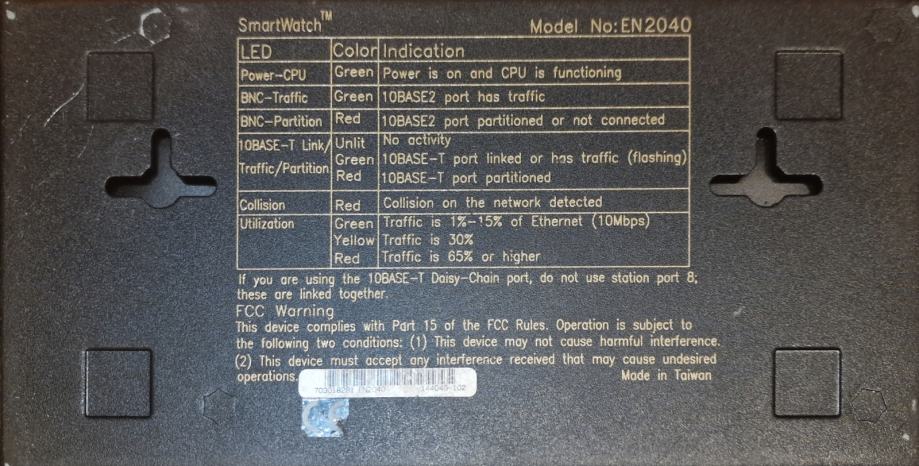 SmartWatch™ Model No:EN2040
LED Color Indication
Power-CPU Green Power is on and CPU is functioning
BNC-Traffic Green 10BASE2 port has traffic
BNC-Partition Red 10BASE2 port partitioned or not connected
10BASE-T Link/ Unlit No activity
Traffic/Partition Green 10BASE-T port linked or has traffic (flashing)
Red 10BASE-T port partitioned
Collision Red Collision on the network detected
Utilization Green Traffic is 1%-15% of Ethernet (10Mbps)
Yellow Traffic is 30%
Red Traffic is 65% or higher
If you are using the 10BASE-T Daisy-Chain port, do not use station port 8;
these are linked together.
FCC Warning
This device complies with Part 15 of the FCC Rules. Operation is subject to
the following two conditions: (1) This device may not cause harmful interference.
(2) This device must accept any interference received that may cause undesired
operations. Made in Taiwan